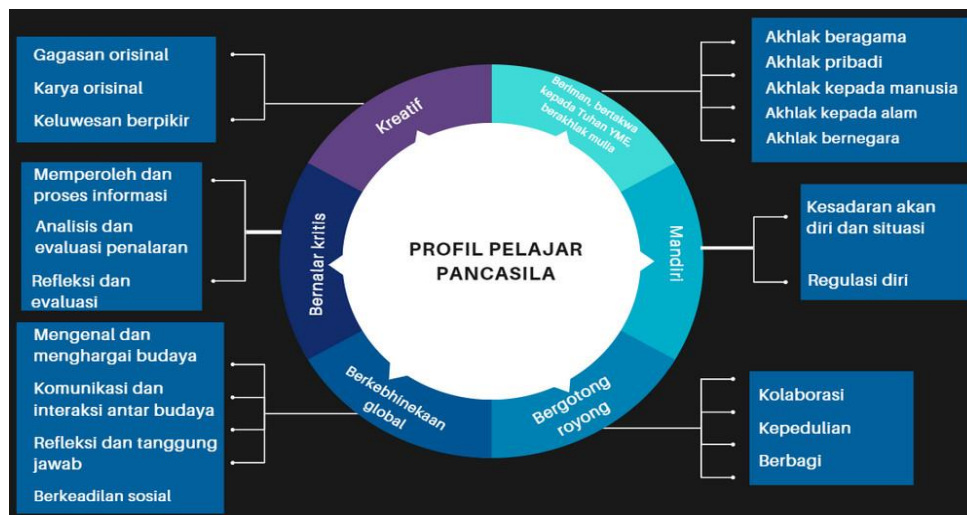 Gagasan orisinal
Karya orisinal
Keluwesan berpikir
Memperoleh dan
proses informasi
Analisis dan
evaluasi penalaran
Refleksi dan
evaluasi
Mengenal dan
menghargai budaya
Komunikasi dan
interaksi antar budaya
Refleksi dan tanggung
jawab
Berkeadilan sosial
Kreatif
Bernalar kritis
Berkebhinekaan
global
PROFIL PELAJAR
PANCASILA
Beriman, bertakwa
kepada Tuhan YME,
berakhlak mulia
Mandiri
Bergotong
royong
Akhlak beragama
Akhlak pribadi
Akhlak kepada manusia
Akhlak kepada alam
Akhlak bernegara
Kesadaran akan
diri dan situasi
Regulasi diri
Kolaborasi
Kepedulian
Berbagi